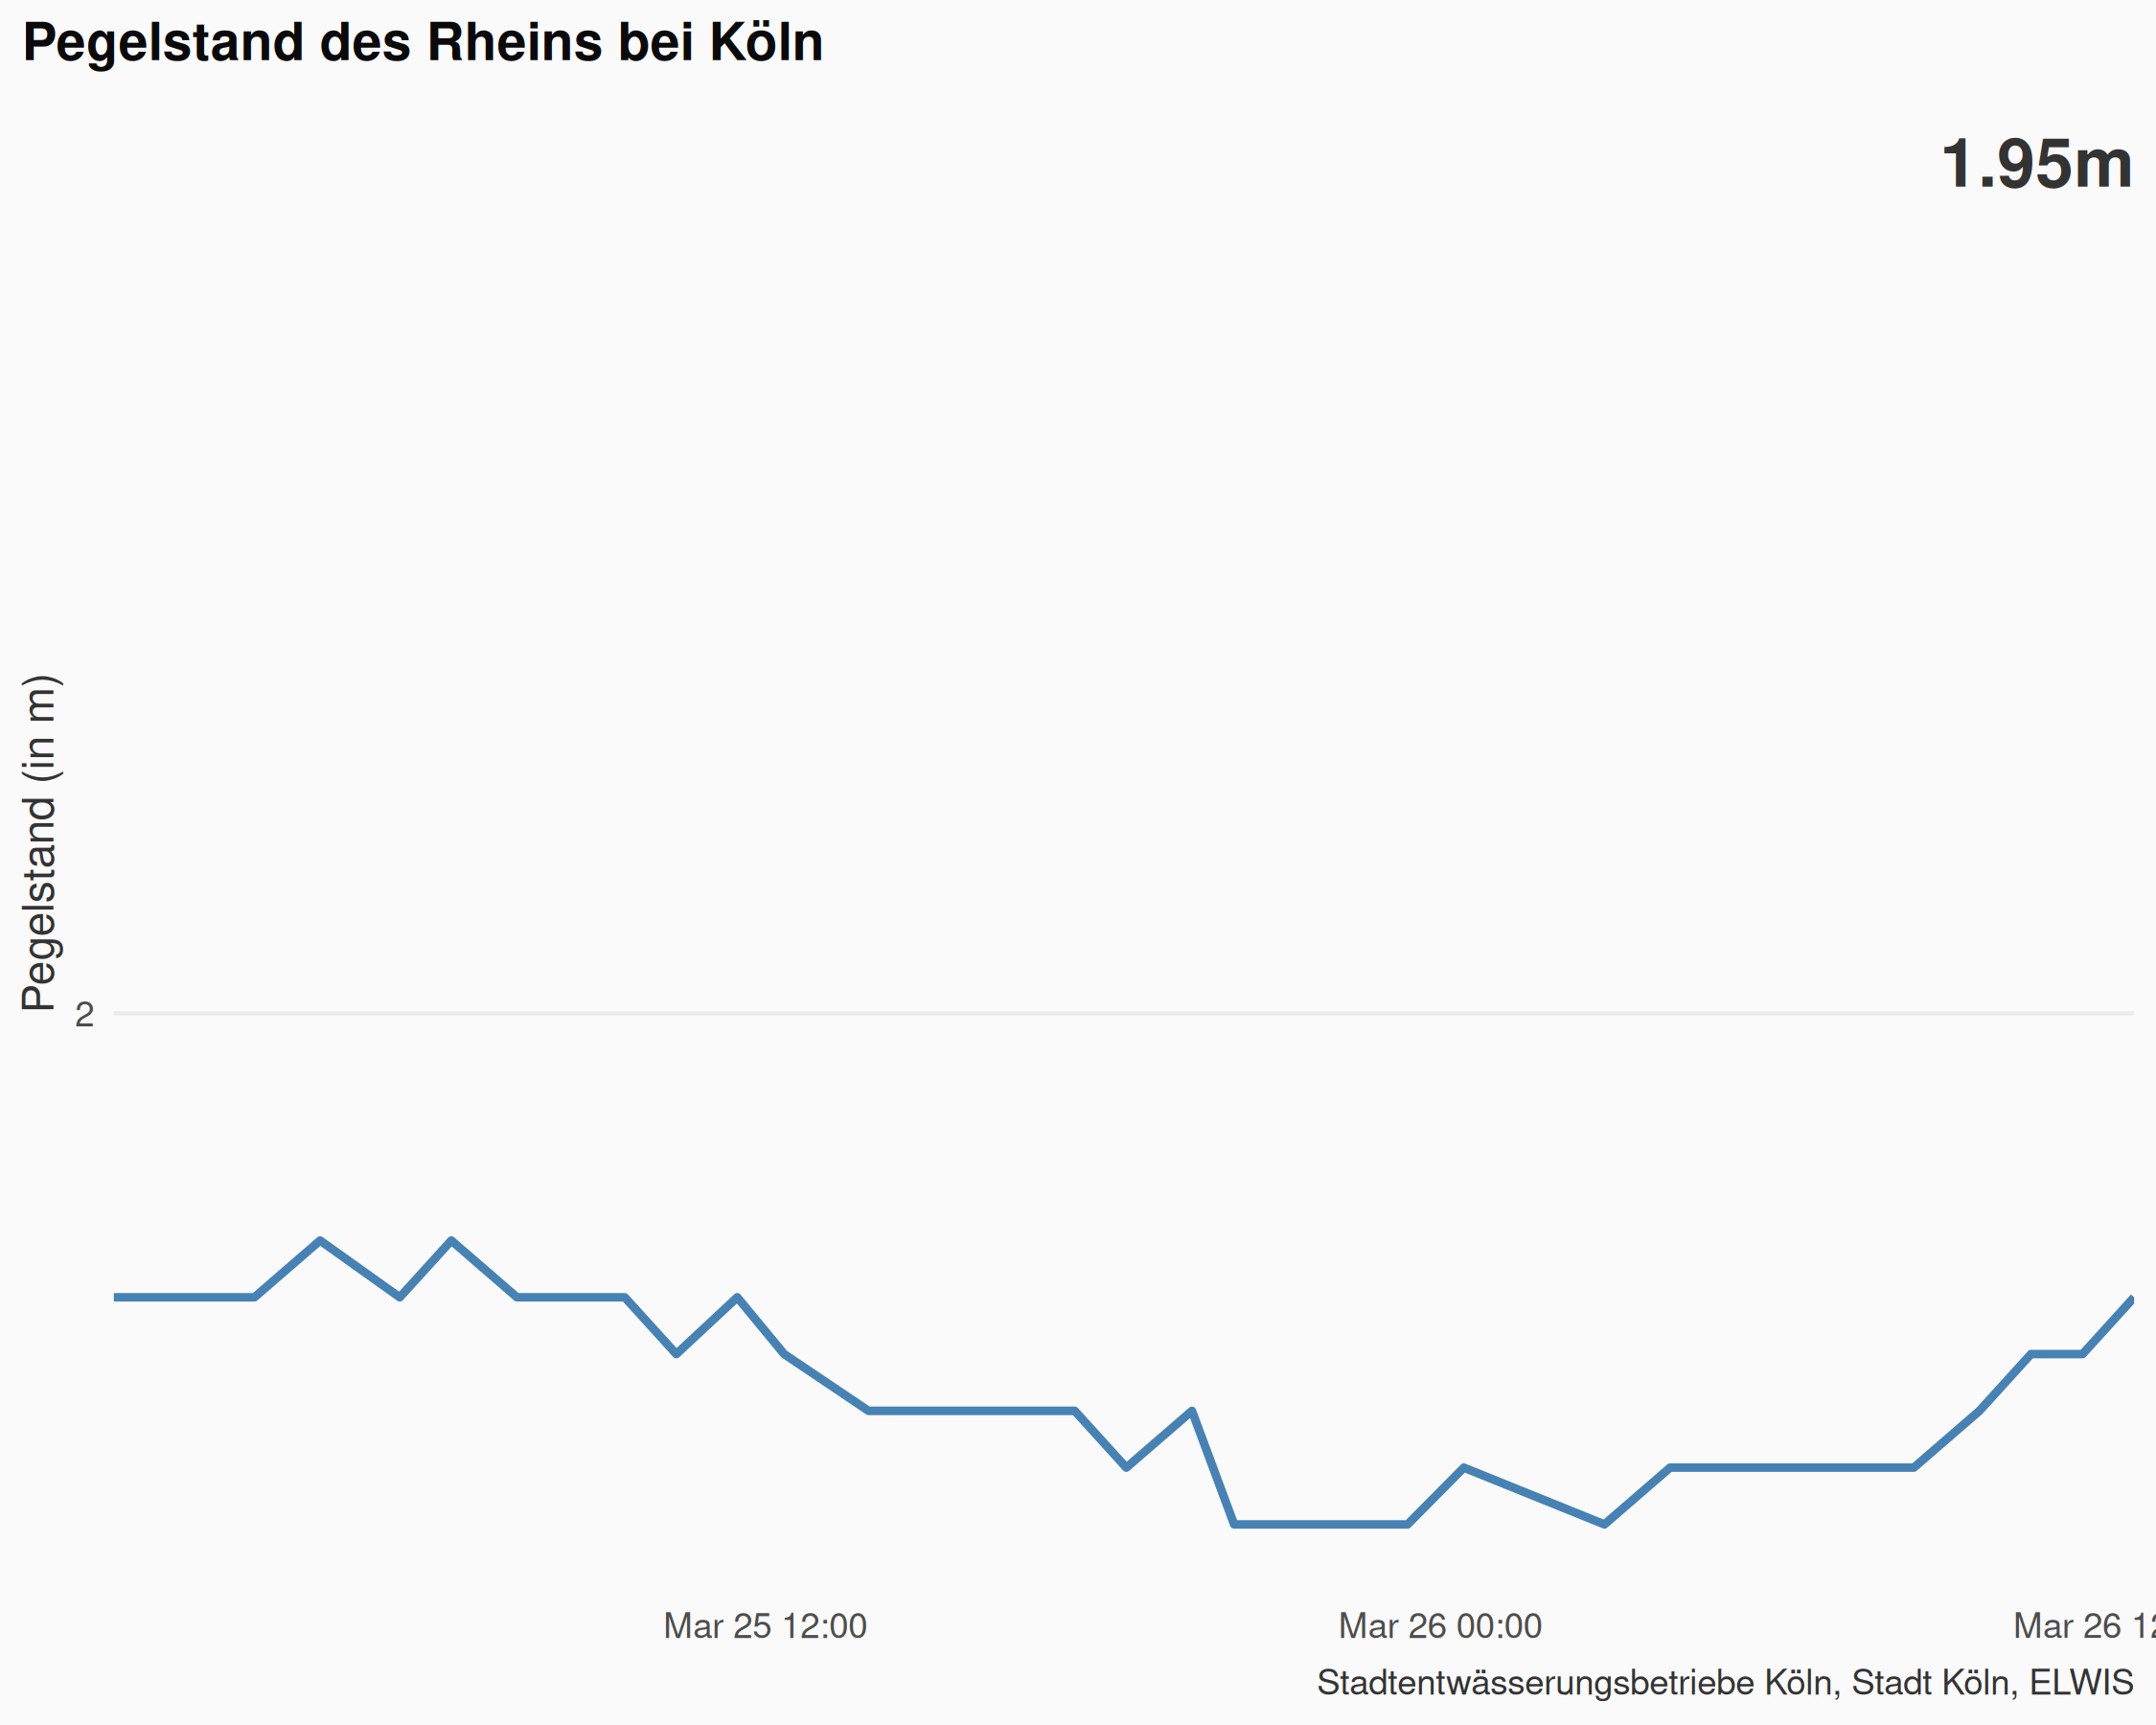 Pegelstand des Rheins bei Köln
1.95m
Pegelstand (in m)
2
Mar 25 12:00
Mar 26 00:00
Mar 26 12
Stadtentwässerungsbetriebe Köln, Stadt Köln, ELWIS